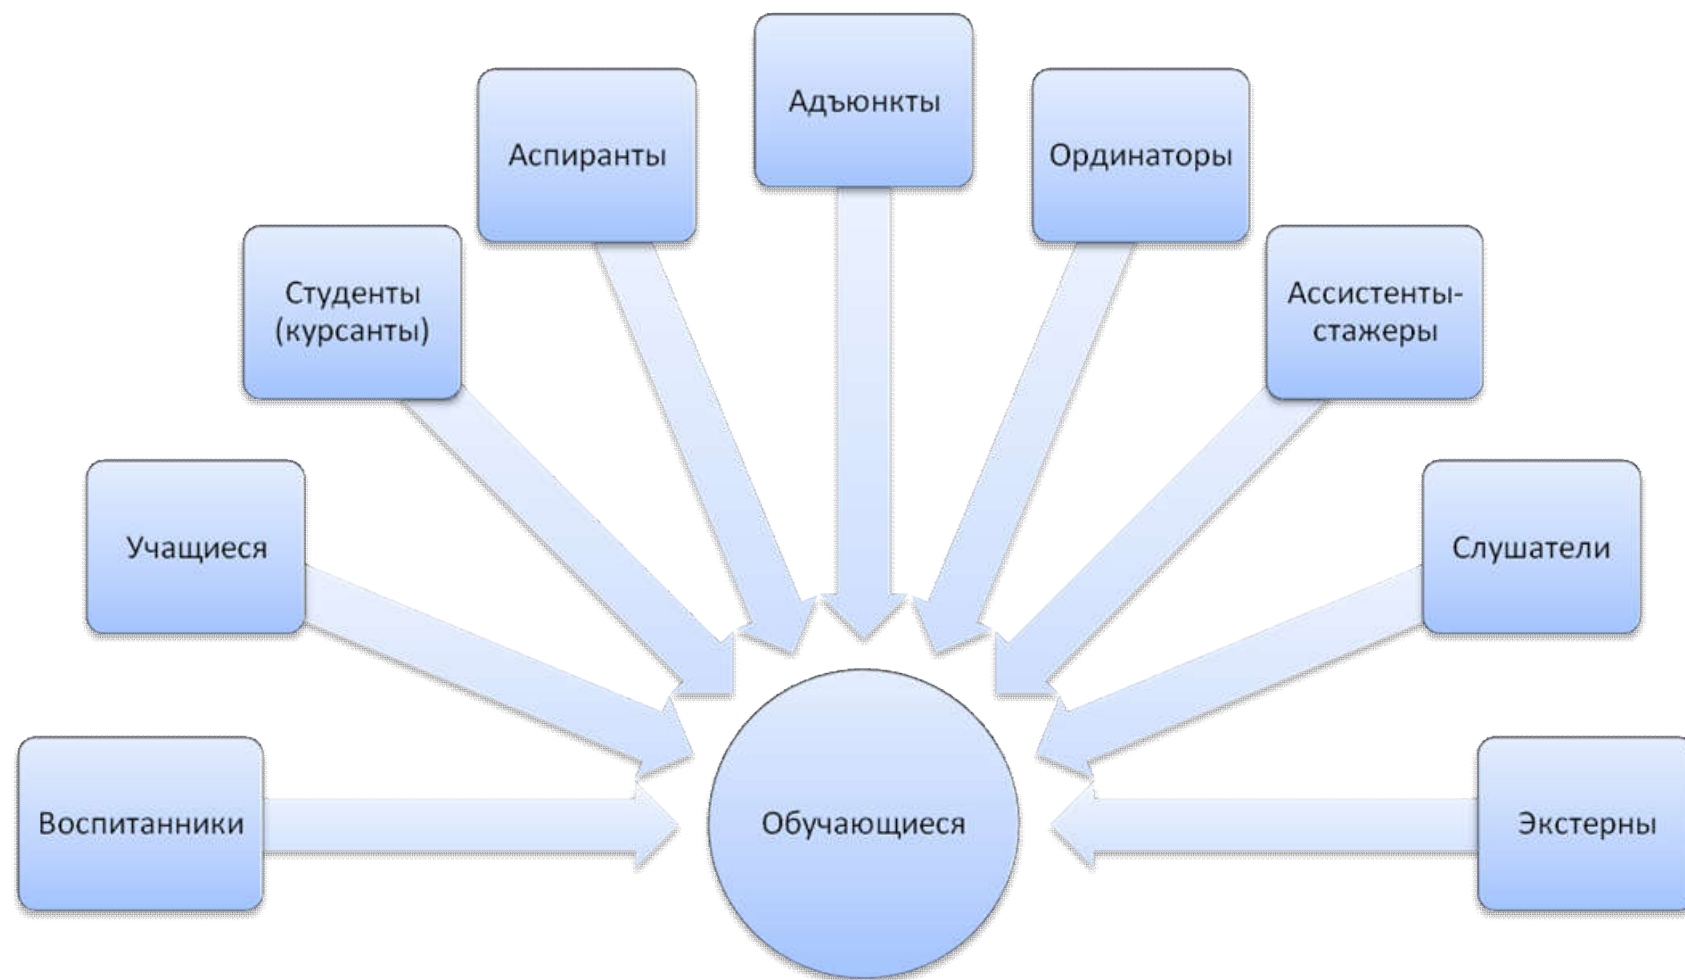 Адъюнкты
Аспиранты
Ординаторы
Студенты
(курсанты)
Ассистенты-
стажеры
Учащиеся
Слушатели
Воспитанники
Обучающиеся
Экстерны